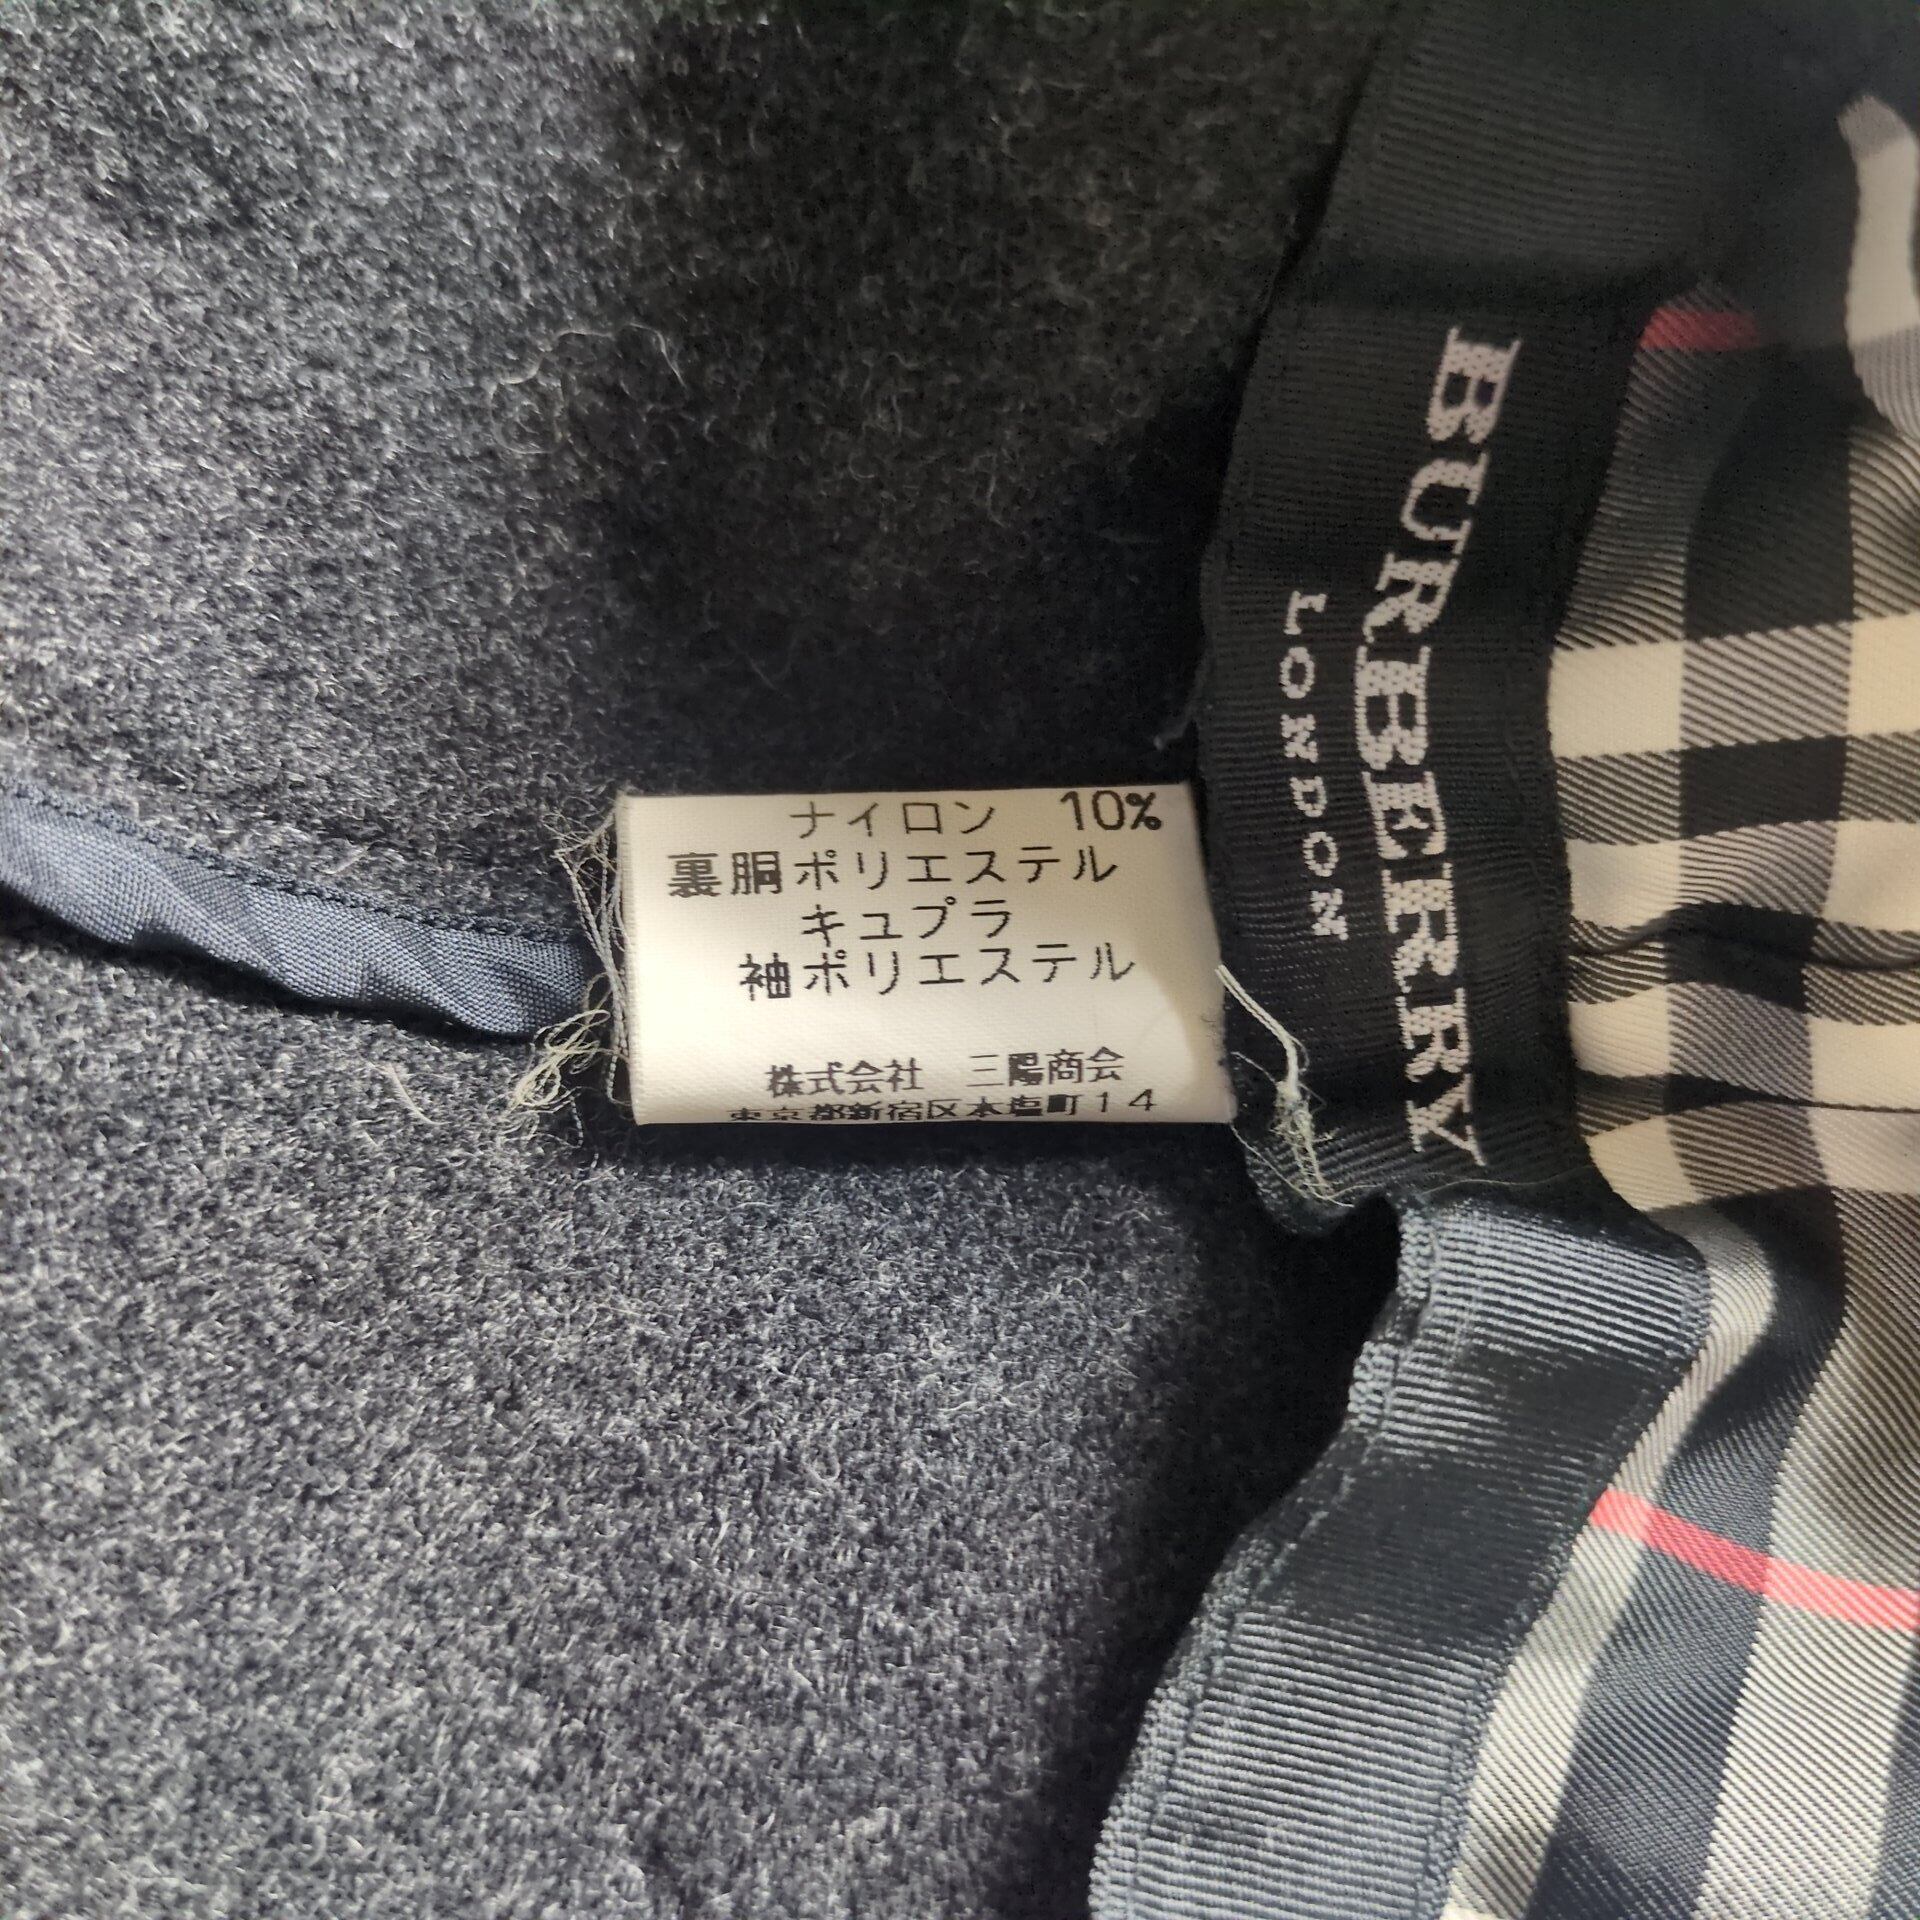 ナイロン 10%
裏胴ポリエステル
キュプラ
袖ポリエステル
株式会社 三陽商会
東京都新宿区本塩町14
BURBERRY
LONDON